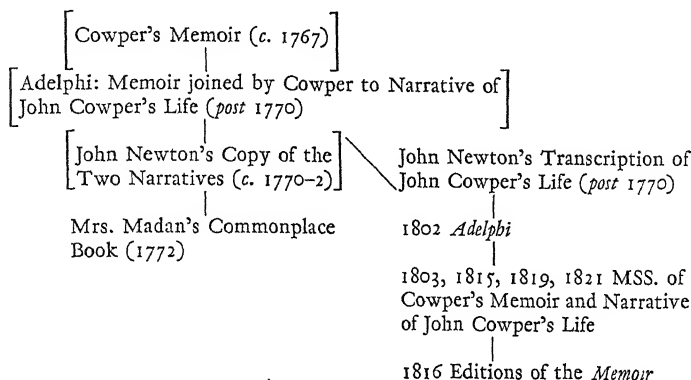 Cowper's Memoir (c. 1767)
Adelphi: Memoir joined by Cowper to Narrative of
John Cowper's Life (post 1770)
John Newton's Copy of the
Two Narratives (c. 1770–2)
Mrs. Madan's Commonplace
Book (1772)
John Newton's Transcription of
John Cowper's Life (post 1770)
1802 Adelphi
1803, 1815, 1819, 1821 MSS. of
Cowper's Memoir and Narrative
of John Cowper's Life
1816 Editions of the Memoir